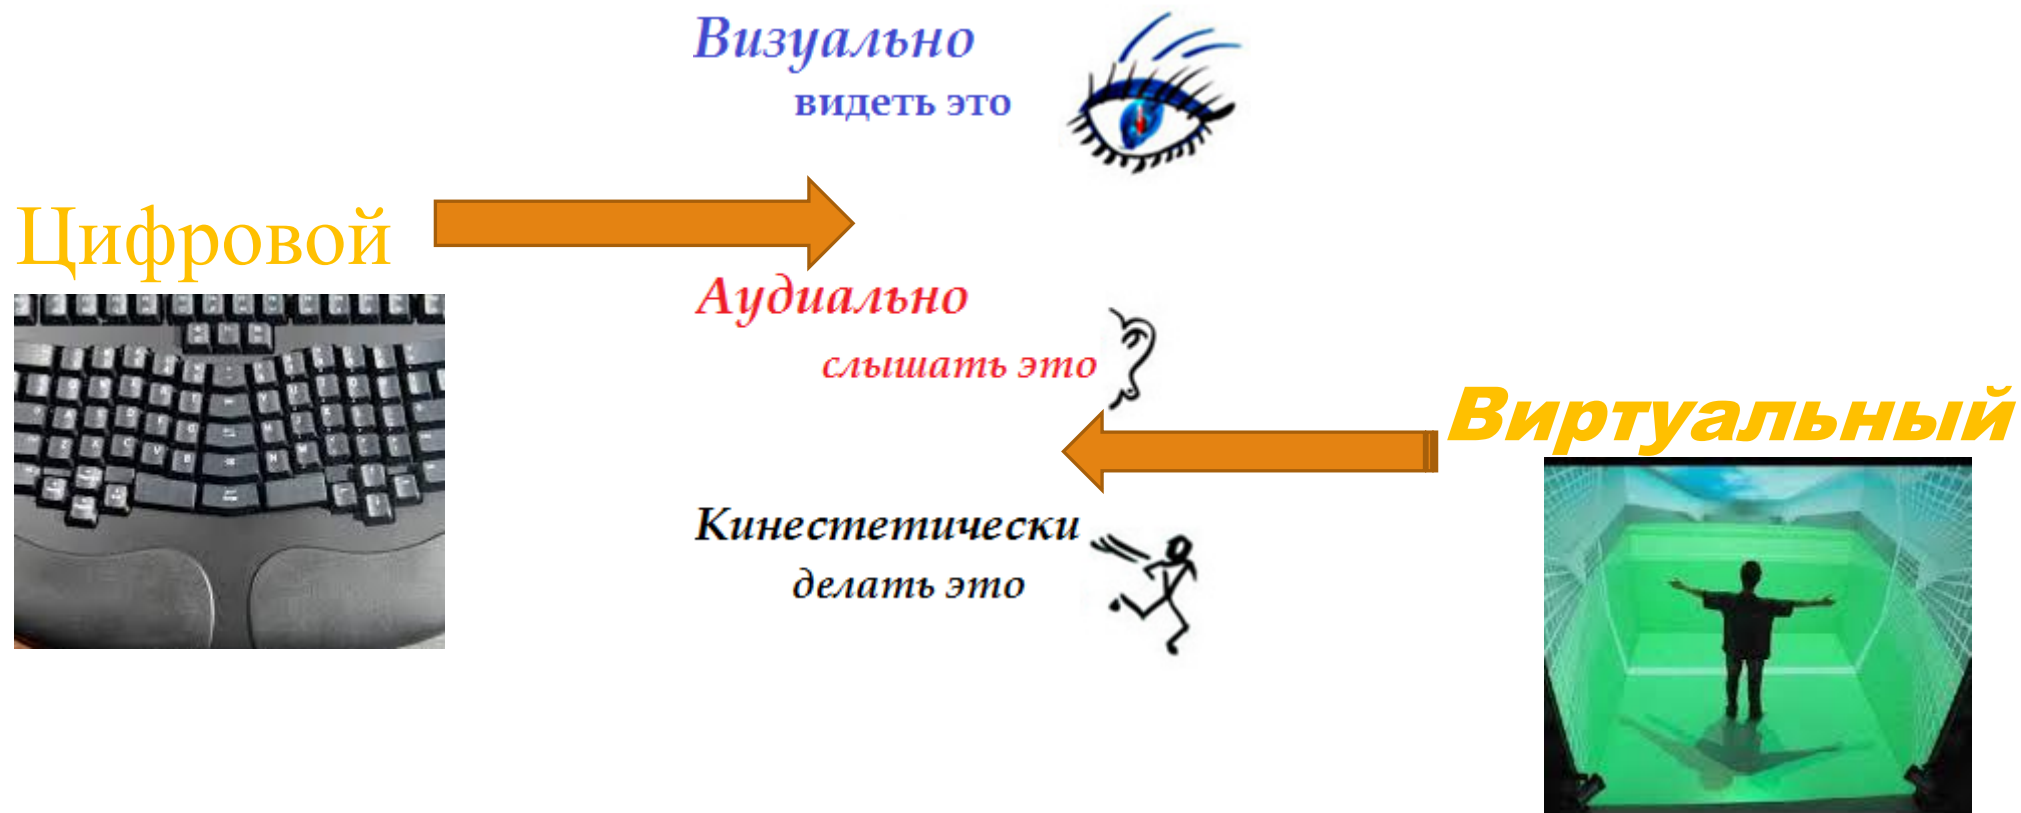 Визуально
видеть это
Цифровой
Аудиально
слышать это
Виртуальный
Кинестетически
делать это